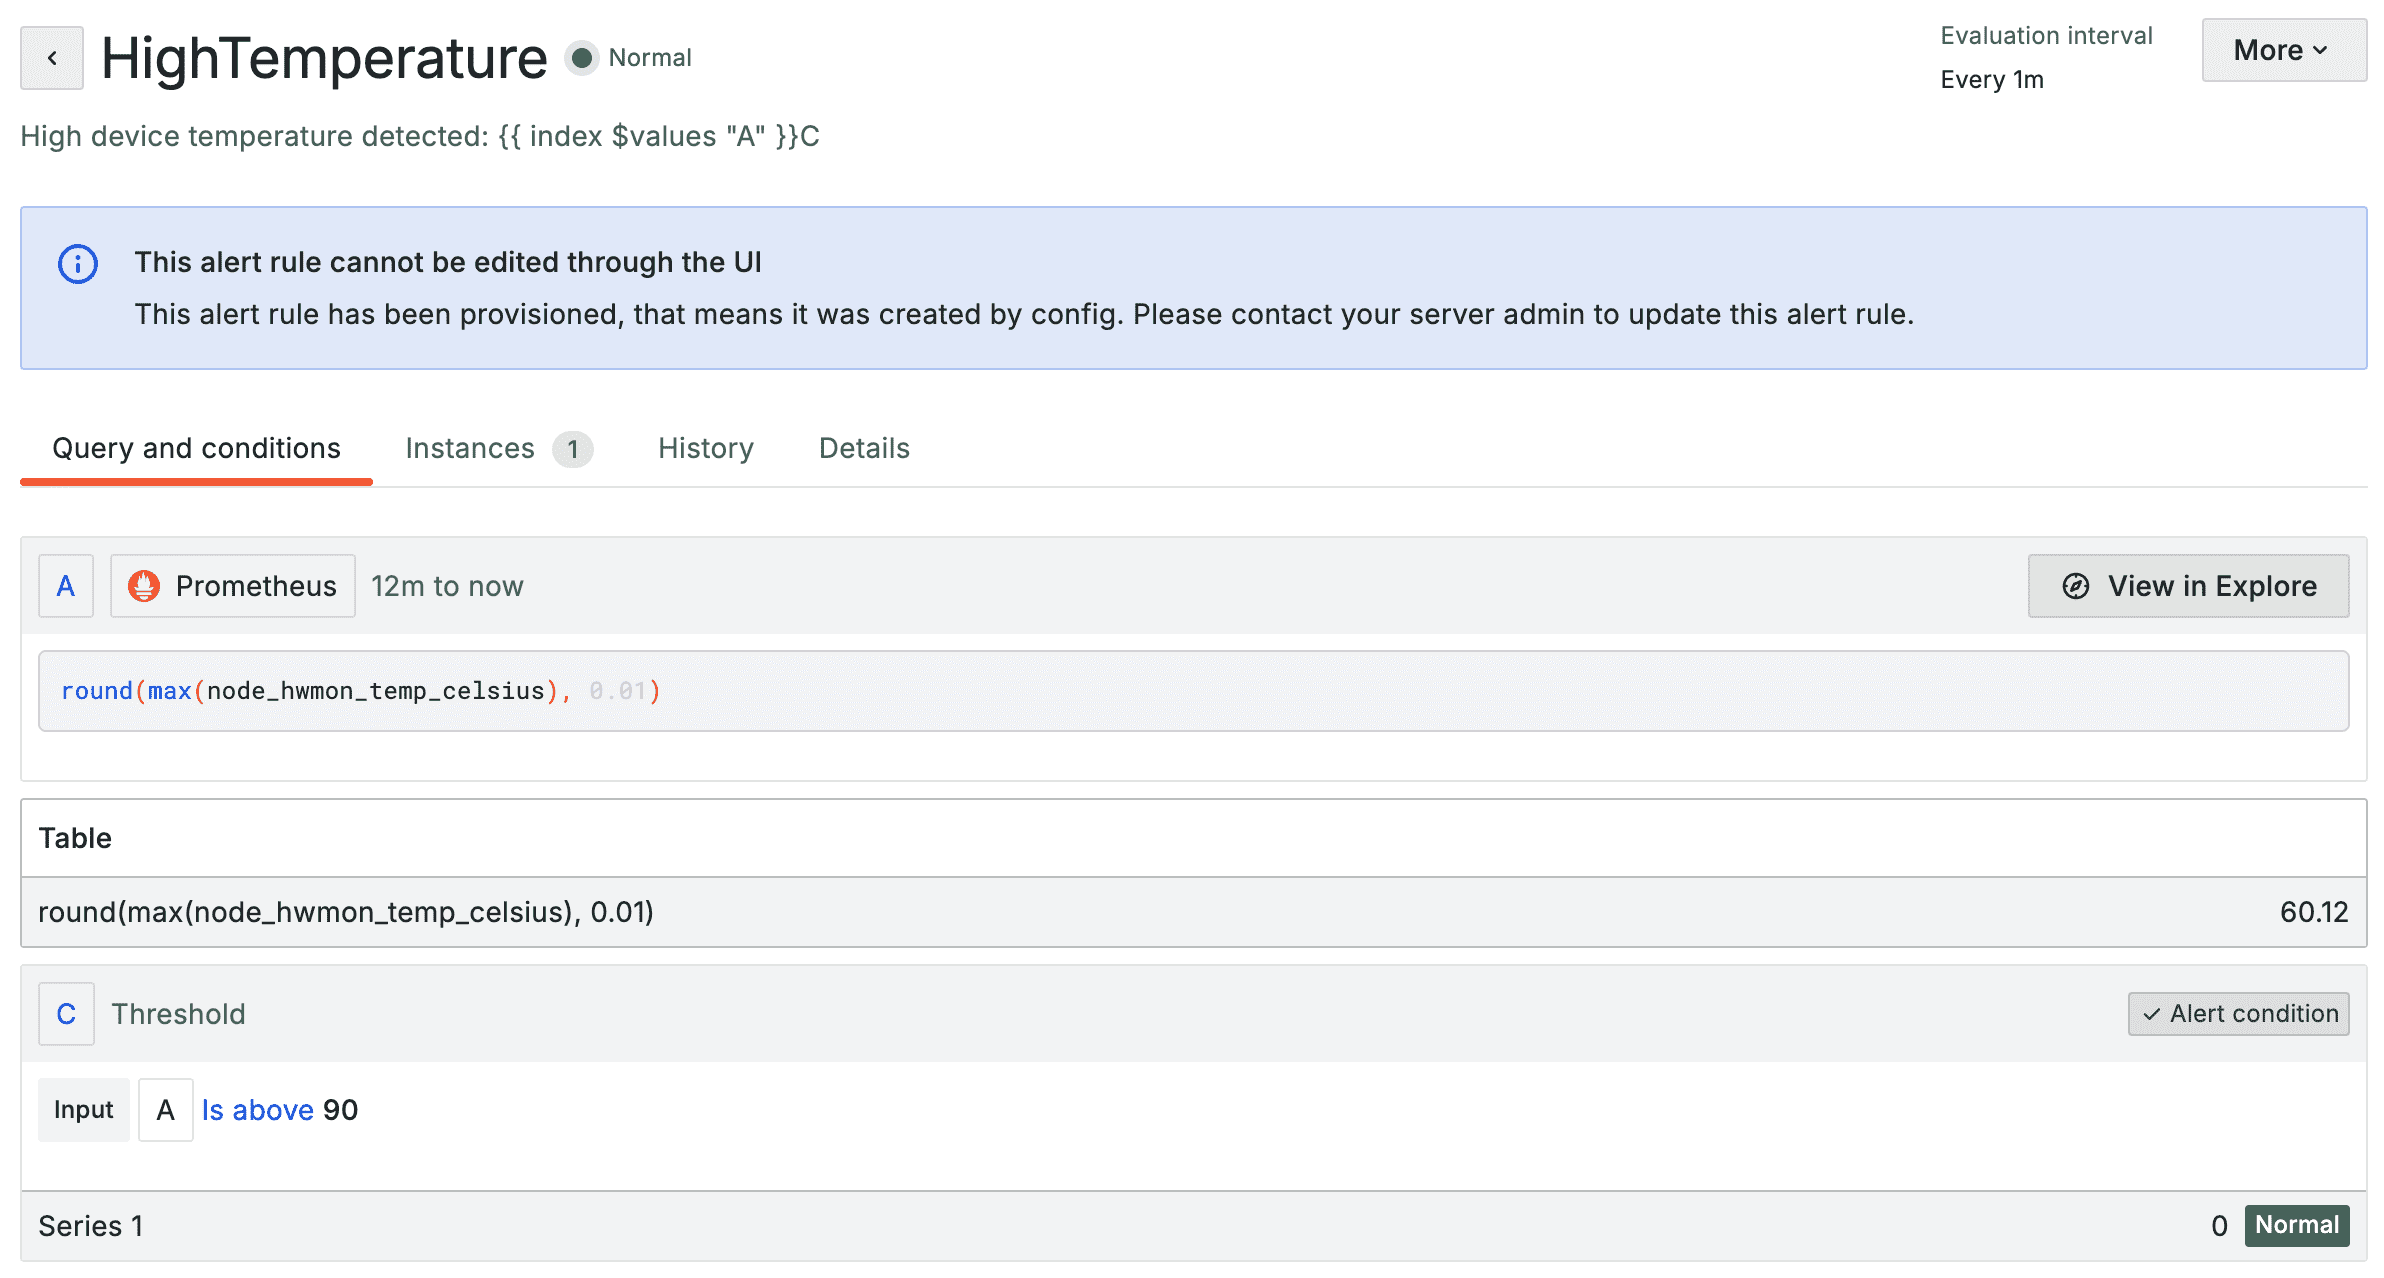 HighTemperature Normal
Evaluation interval
Every 1m
More
High device temperature detected: {{ index $values "A" }}C
This alert rule cannot be edited through the UI
This alert rule has been provisioned, that means it was created by config. Please contact your server admin to update this alert rule.
Query and conditions Instances 1 History Details
A Prometheus 12m to now View in Explore
round(max(node_hwmon_temp_celsius), 0.01)
Table
round(max(node_hwmon_temp_celsius), 0.01) 60.12
C Threshold Alert condition
Input A Is above 90
Series 1 0 Normal